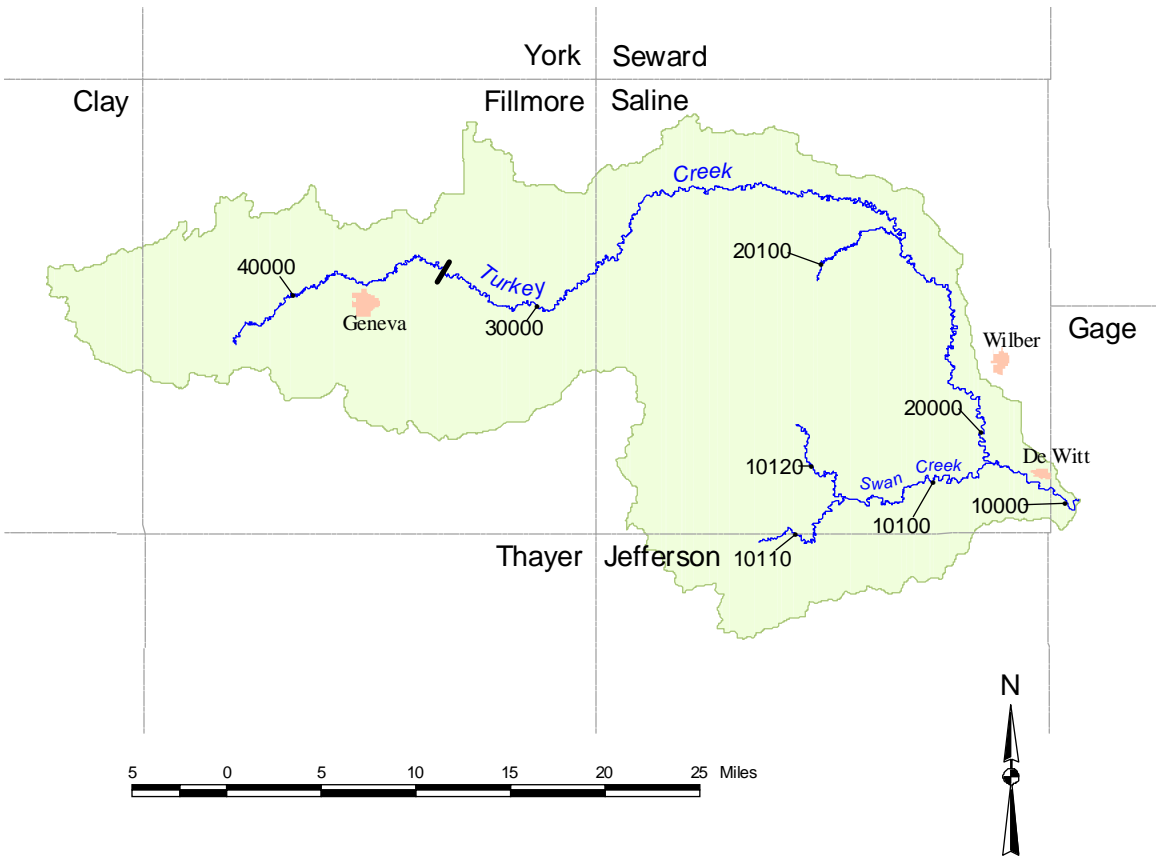 York Seward
Clay Fillmore Saline
Creek
20100
40000
Turkey
30000
Geneva
Gage
Wilber
20000
De Witt
10120
Swan Creek
10000
10100
Thayer Jefferson 10110
N
5 0 5 10 15 20 25 Miles